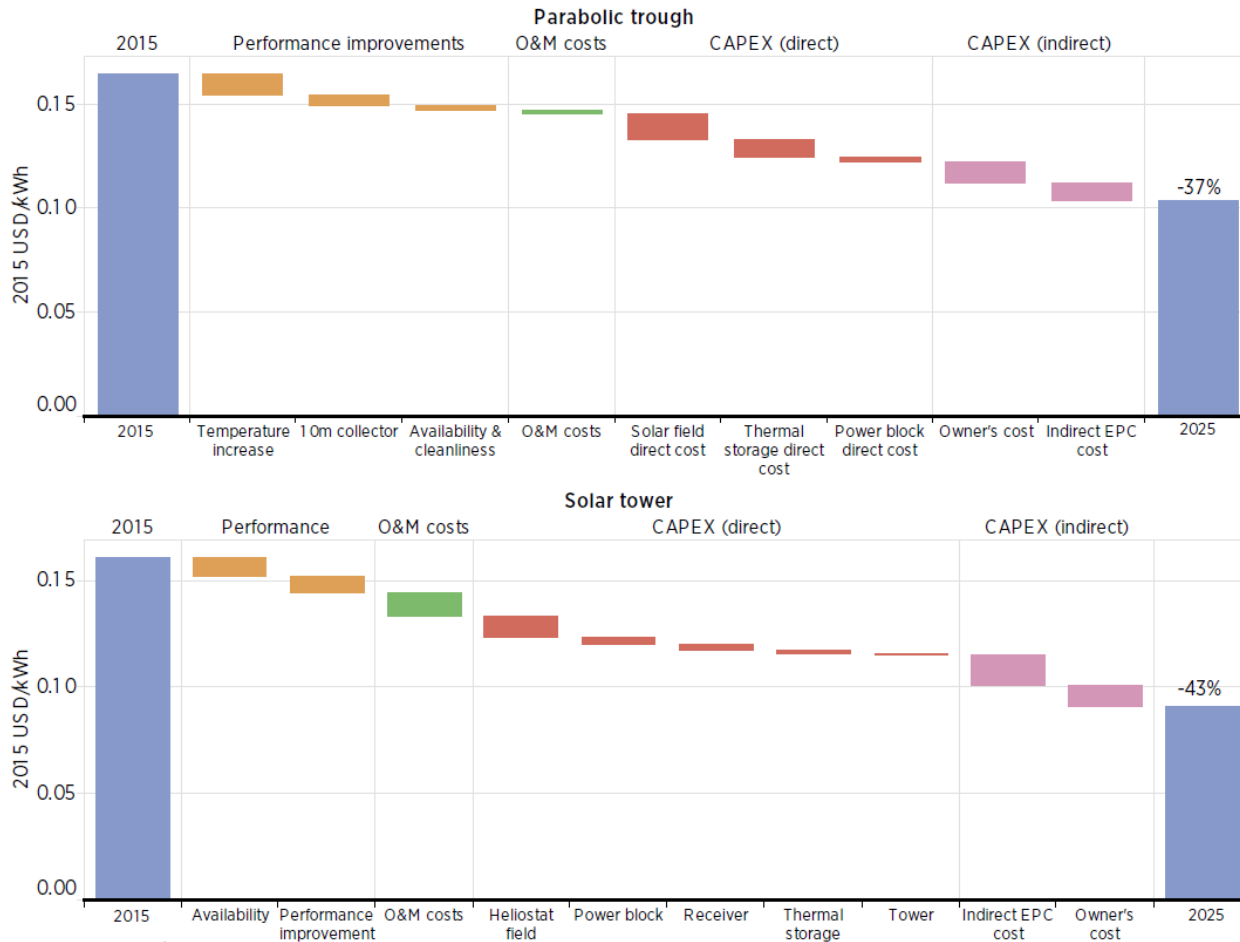 Parabolic trough
2015 Performance improvements O&M costs CAPEX (direct) CAPEX (indirect)
2015 USD/kWh
0.15
0.10
0.05
0.00
-37%
2015 Temperature 10m collector Availability & O&M costs Solar field Thermal Power block Owner's cost Indirect EPC 2025
increase cleanliness direct cost storage direct direct cost cost
cost
Solar tower
2015 Performance O&M costs CAPEX (direct) CAPEX (indirect)
2015 USD/kWh
0.15
0.10
0.05
0.00
-43%
2015 Availability Performance O&M costs Heliostat Power block Receiver Thermal Tower Indirect EPC Owner's 2025
improvement field storage cost cost